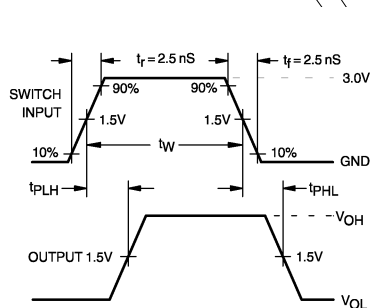 tr = 2.5 nS
tf = 2.5 nS
90%
90%
3.0V
SWITCH
INPUT
1.5V
1.5V
tW
10%
10%
GND
tPLH
tPHL
VOH
OUTPUT 1.5V
1.5V
VOL